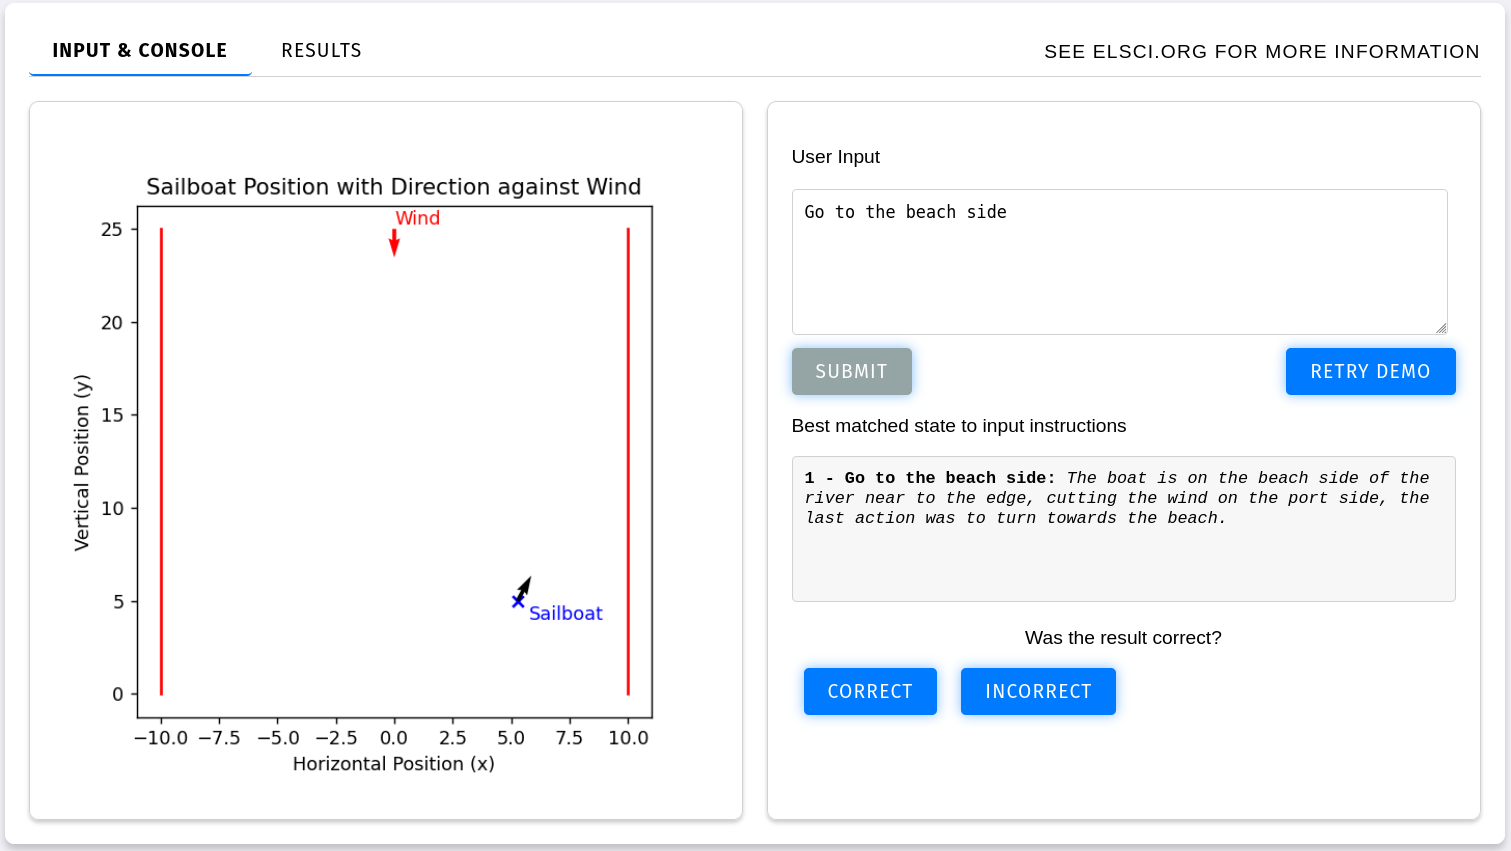 INPUT & CONSOLE
RESULTS
SEE ELSCI.ORG FOR MORE INFORMATION
Sailboat Position with Direction against Wind
Wind
25
20
15
10
5
0
Vertical Position (y)
Sailboat
−10.0 −7.5 −5.0 −2.5 0.0 2.5 5.0 7.5 10.0
Horizontal Position (x)
User Input
Go to the beach side
SUBMIT
RETRY DEMO
Best matched state to input instructions
1 - Go to the beach side: The boat is on the beach side of the
river near to the edge, cutting the wind on the port side, the
last action was to turn towards the beach.
Was the result correct?
CORRECT
INCORRECT